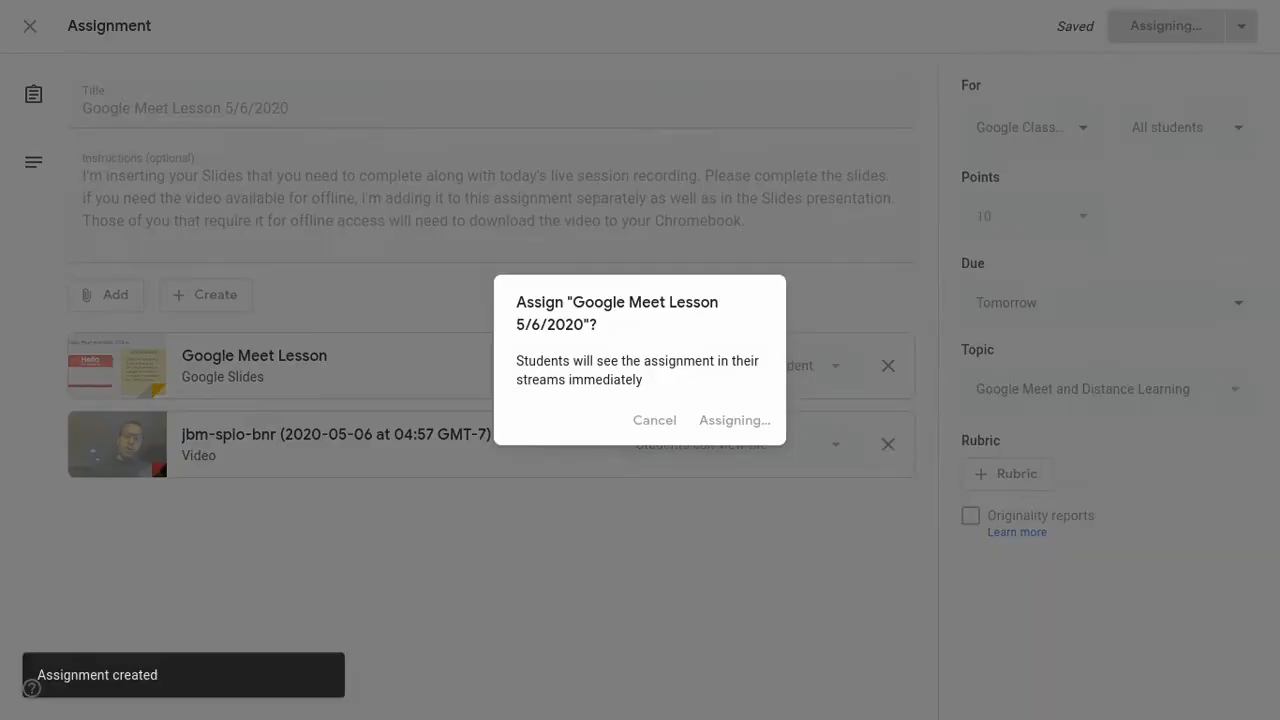 Assignment
Saved
Assigning...
Title
Google Meet Lesson 5/6/2020
Instructions (optional)
I'm inserting your Slides that you need to complete along with today's live session recording. Please complete the slides.
if you need the video available for offline, i'm adding it to this assignment separately as well as in the Slides presentation.
Those of you that require it for offline access will need to download the video to your Chromebook.
Add
Create
Google Meet Lesson
Google Slides
dent
jbm-spio-bnr (2020-05-06 at 04:57 GMT-7)
Video
Assign "Google Meet Lesson
5/6/2020"?
Students will see the assignment in their
streams immediately
Cancel
Assigning...
For
Google Class...
All students
Points
10
Due
Tomorrow
Topic
Google Meet and Distance Learning
Rubric
Rubric
Originality reports
Learn more
Assignment created